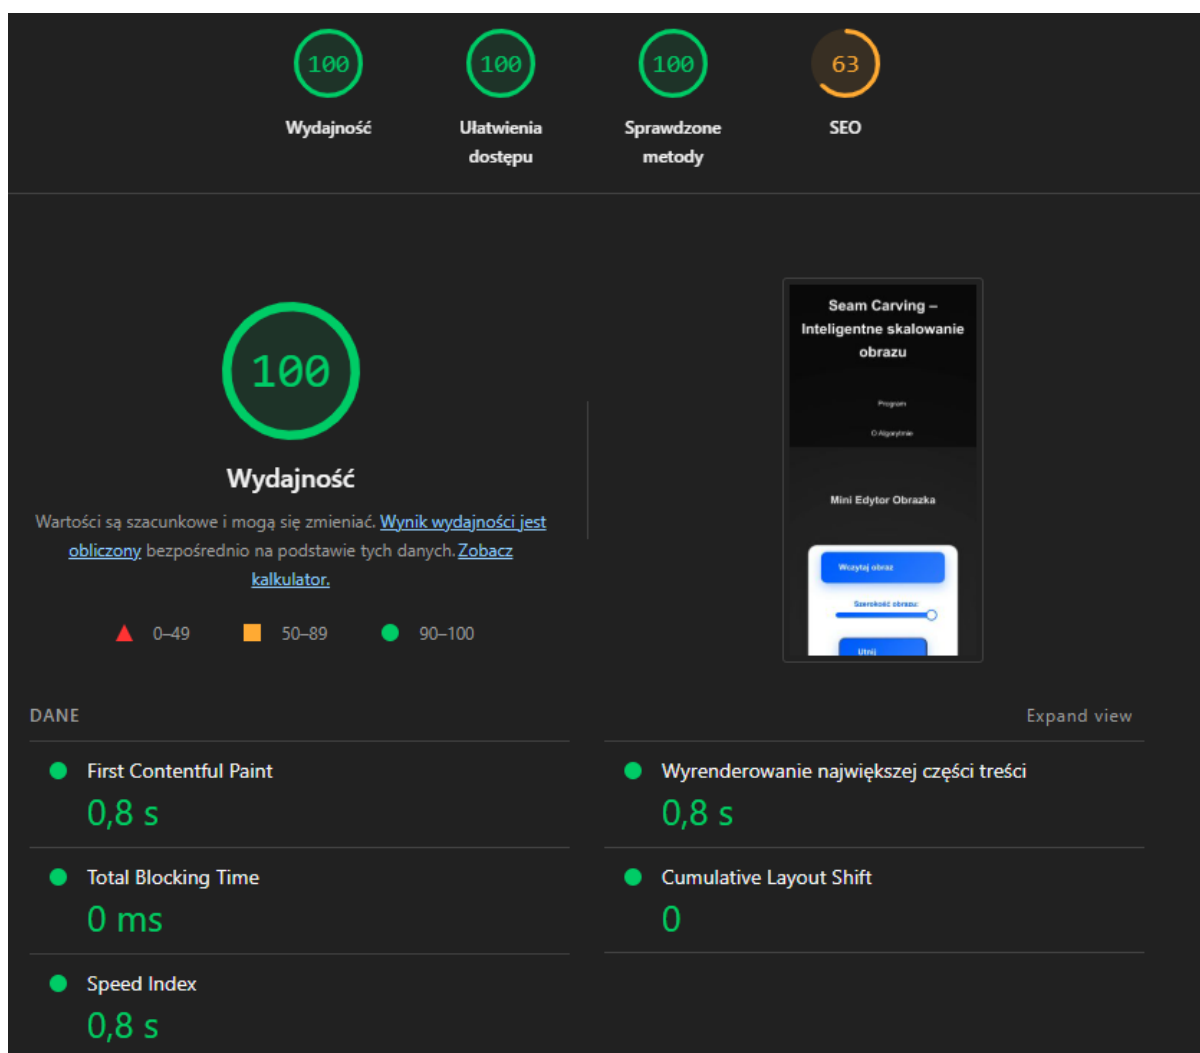 100
100
100
63
Wydajność
Ułatwienia
dostępu
Sprawdzone
metody
SEO
100
Wydajność
Wartości są szacunkowe i mogą się zmieniać. Wynik wydajności jest
obliczony bezpośrednio na podstawie tych danych. Zobacz
kalkulator.
0–49
50–89
90–100
Seam Carving –
Inteligentne skalowanie
obrazu
Program
O Algorytmie
Mini Edytor Obrazka
Wczytaj obraz
Szerokość obrazu:
Utnij
DANE
Expand view
First Contentful Paint
0,8 s
Wyrenderowanie największej części treści
0,8 s
Total Blocking Time
0 ms
Cumulative Layout Shift
0
Speed Index
0,8 s